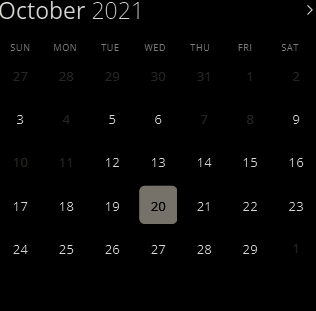 October 2021
SUN MON TUE WED THU FRI SAT
27 28 29 30 31 1 2
3 4 5 6 7 8 9
10 11 12 13 14 15 16
17 18 19 20 21 22 23
24 25 26 27 28 29 1